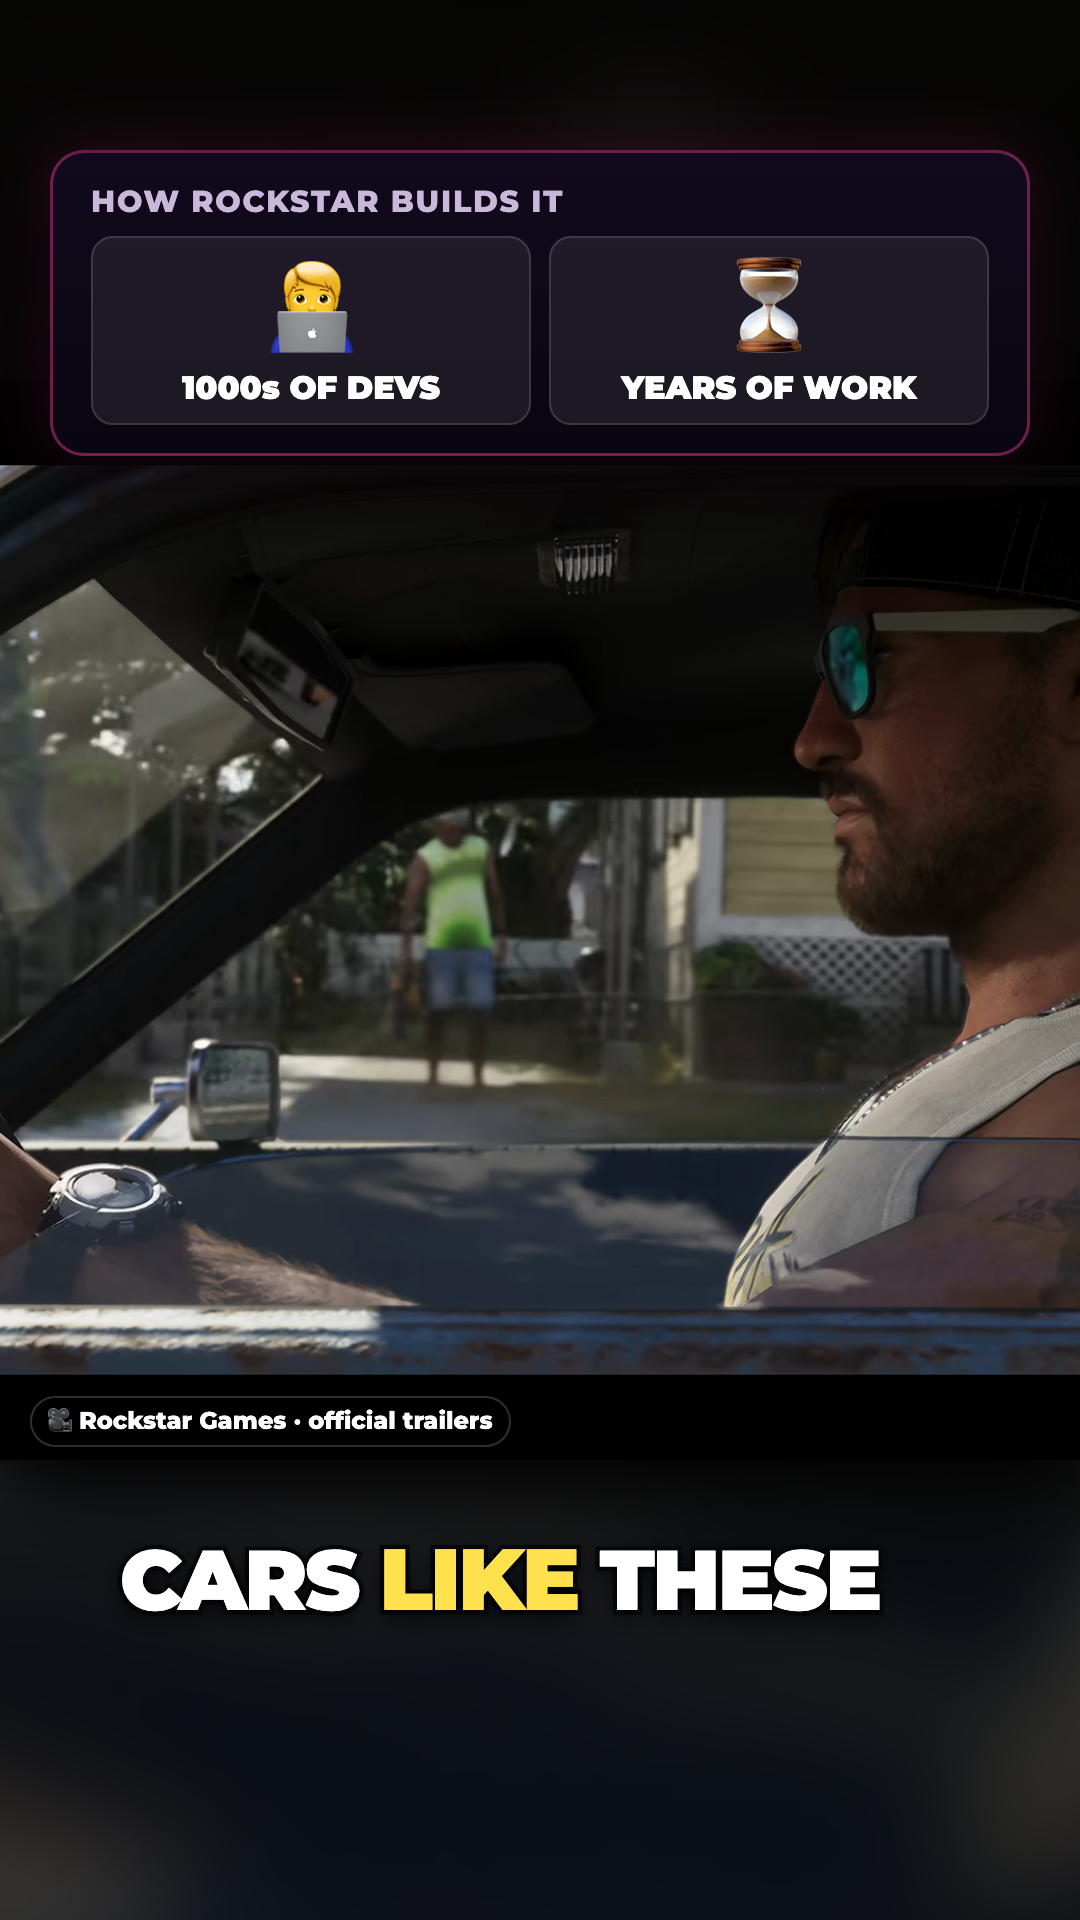 HOW ROCKSTAR BUILDS IT
1000s OF DEVS
YEARS OF WORK
Rockstar Games • official trailers
CARS LIKE THESE